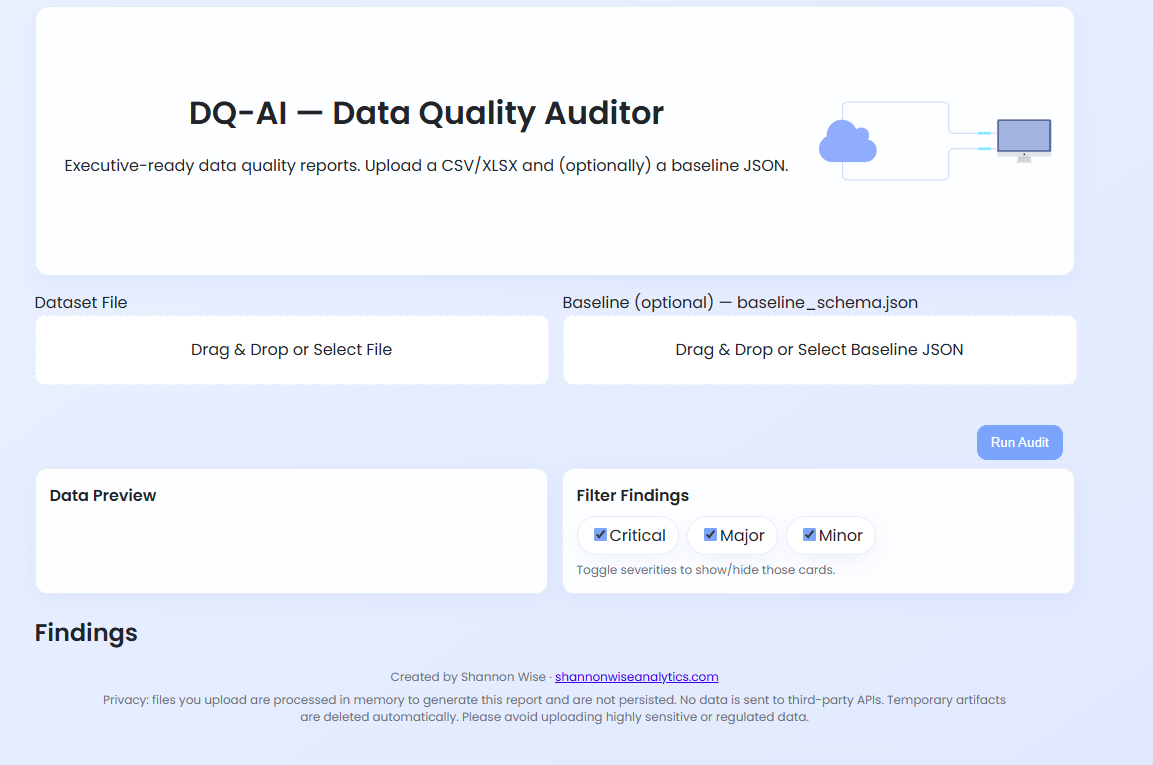 DQ-AI — Data Quality Auditor
Executive-ready data quality reports. Upload a CSV/XLSX and (optionally) a baseline JSON.
Dataset File
Drag & Drop or Select File
Baseline (optional) — baseline_schema.json
Drag & Drop or Select Baseline JSON
Run Audit
Data Preview
Filter Findings
Critical
Major
Minor
Toggle severities to show/hide those cards.
Findings
Created by Shannon Wise · shannonwiseanalytics.com
Privacy: files you upload are processed in memory to generate this report and are not persisted. No data is sent to third-party APIs. Temporary artifacts
are deleted automatically. Please avoid uploading highly sensitive or regulated data.